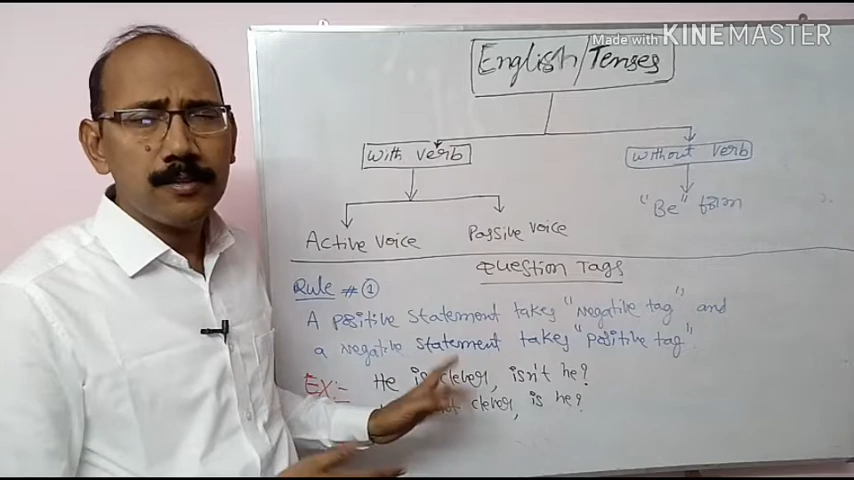 Made with KINEMASTER
English/Tenses
With verb
Without verb
Active voice
Passive voice
"Be" form
Question Tags
Rule #1
A positive statement takes "negative tag" and
a negative statement takes "positive tag".
Ex:- He is clever, isn't he?
not clever, is he?